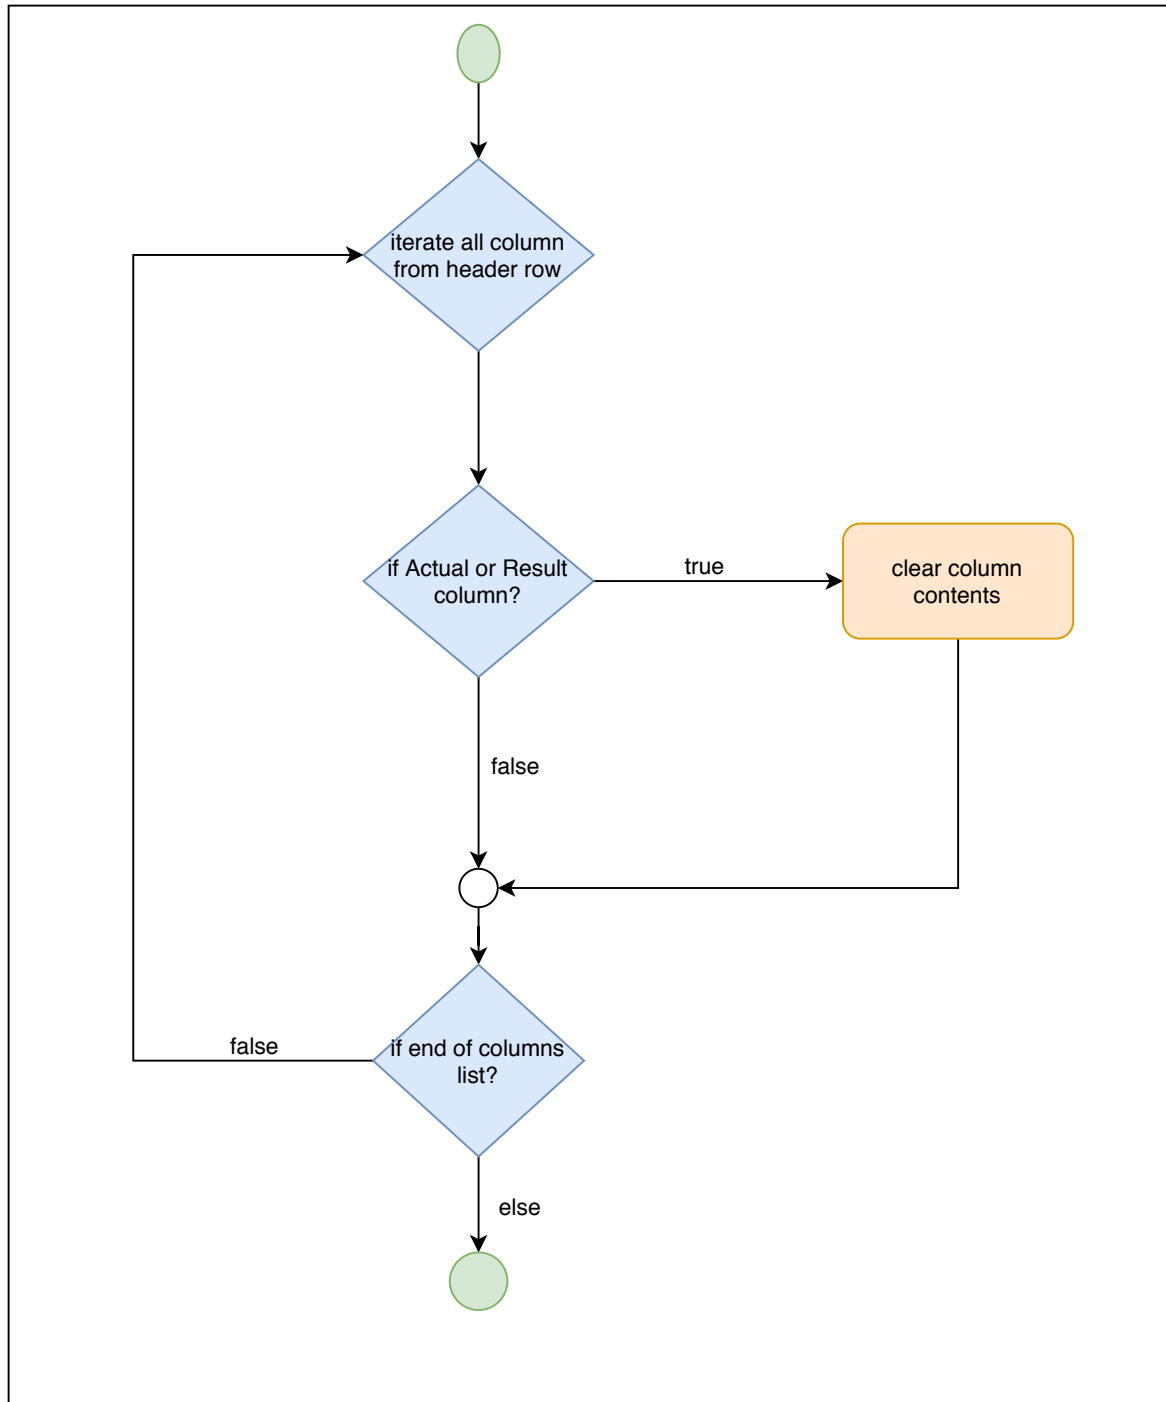 iterate all column
from header row
if Actual or Result
column?
true
clear column
contents
false
false
if end of columns
list?
else